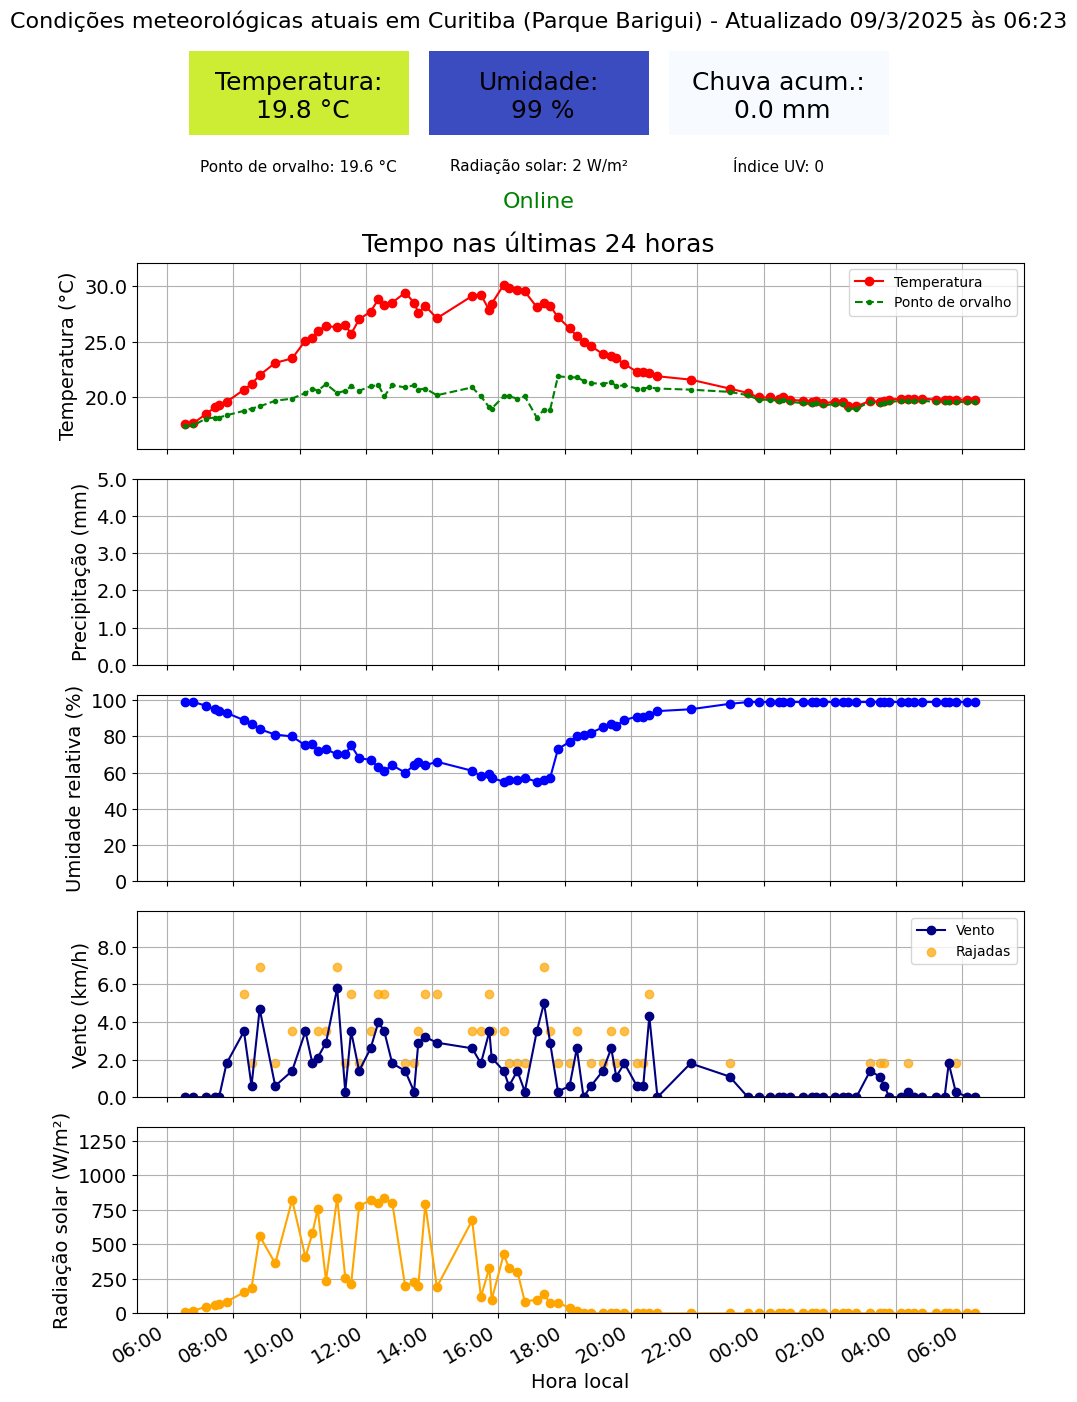 Condições meteorológicas atuais em Curitiba (Parque Barigui) - Atualizado 09/3/2025 às 06:23
Temperatura:
19.8 °C
Umidade:
99 %
Chuva acum.:
0.0 mm
Ponto de orvalho: 19.6 °C
Radiação solar: 2 W/m²
Índice UV: 0
Online
Tempo nas últimas 24 horas
Temperatura (°C)
30.0
25.0
20.0
Temperatura
Ponto de orvalho
Precipitação (mm)
5.0
4.0
3.0
2.0
1.0
0.0
Umidade relativa (%)
100
80
60
40
20
0
Vento (km/h)
8.0
6.0
4.0
2.0
0.0
Vento
Rajadas
Radiação solar (W/m²)
1250
1000
750
500
250
0
06:00
08:00
10:00
12:00
14:00
16:00
18:00
20:00
22:00
00:00
02:00
04:00
06:00
Hora local